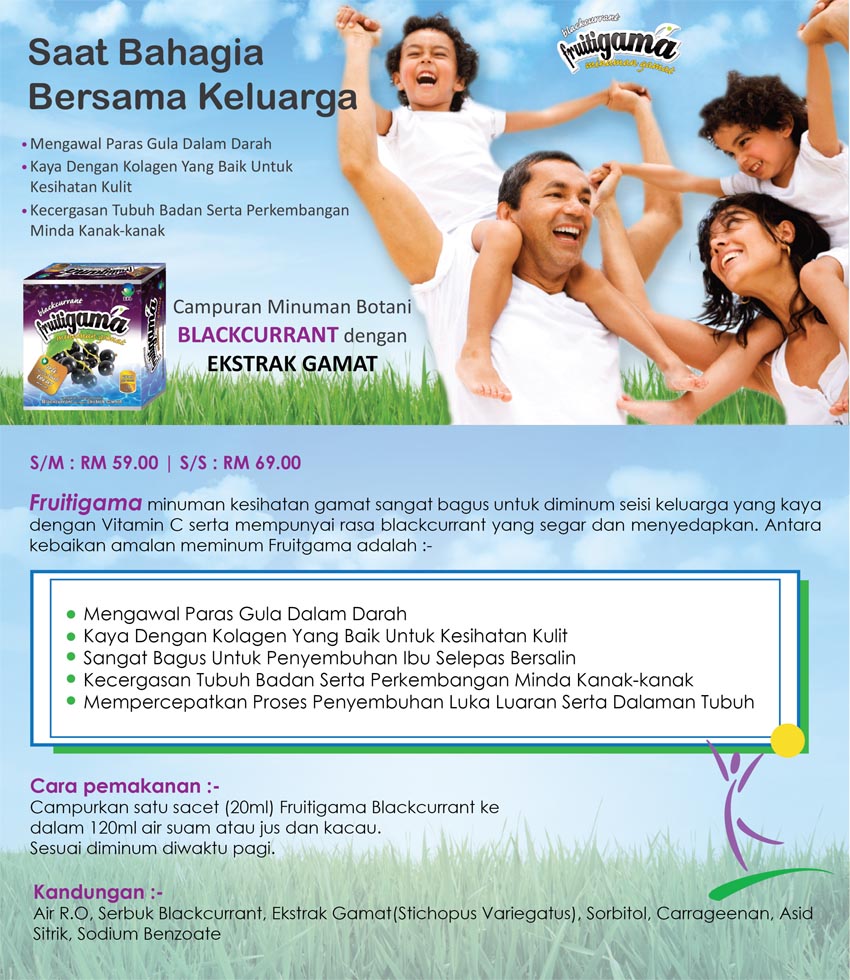 Saat Bahagia
Bersama Keluarga
• Mengawal Paras Gula Dalam Darah
• Kaya Dengan Kolagen Yang Baik Untuk
Kesihatan Kulit
• Kecergasan Tubuh Badan Serta Perkembangan
Minda Kanak-kanak
blackcurrant
fruitigama
minuman gamat
blackcurrant
fruitigama
minuman gamat
Campuran Minuman Botani
BLACKCURRANT dengan
EKSTRAK GAMAT
S/M : RM 59.00 | S/S : RM 69.00
Fruitigama minuman kesihatan gamat sangat bagus untuk diminum seisi keluarga yang kaya
dengan Vitamin C serta mempunyai rasa blackcurrant yang segar dan menyedapkan. Antara
kebaikan amalan meminum Fruitgama adalah :-
• Mengawal Paras Gula Dalam Darah
• Kaya Dengan Kolagen Yang Baik Untuk Kesihatan Kulit
• Sangat Bagus Untuk Penyembuhan Ibu Selepas Bersalin
• Kecergasan Tubuh Badan Serta Perkembangan Minda Kanak-kanak
• Mempercepatkan Proses Penyembuhan Luka Luaran Serta Dalaman Tubuh
Cara pemakanan :-
Campurkan satu sacet (20ml) Fruitigama Blackcurrant ke
dalam 120ml air suam atau jus dan kacau.
Sesuai diminum diwaktu pagi.
Kandungan :-
Air R.O, Serbuk Blackcurrant, Ekstrak Gamat(Stichopus Variegatus), Sorbitol, Carrageenan, Asid
Sitrik, Sodium Benzoate